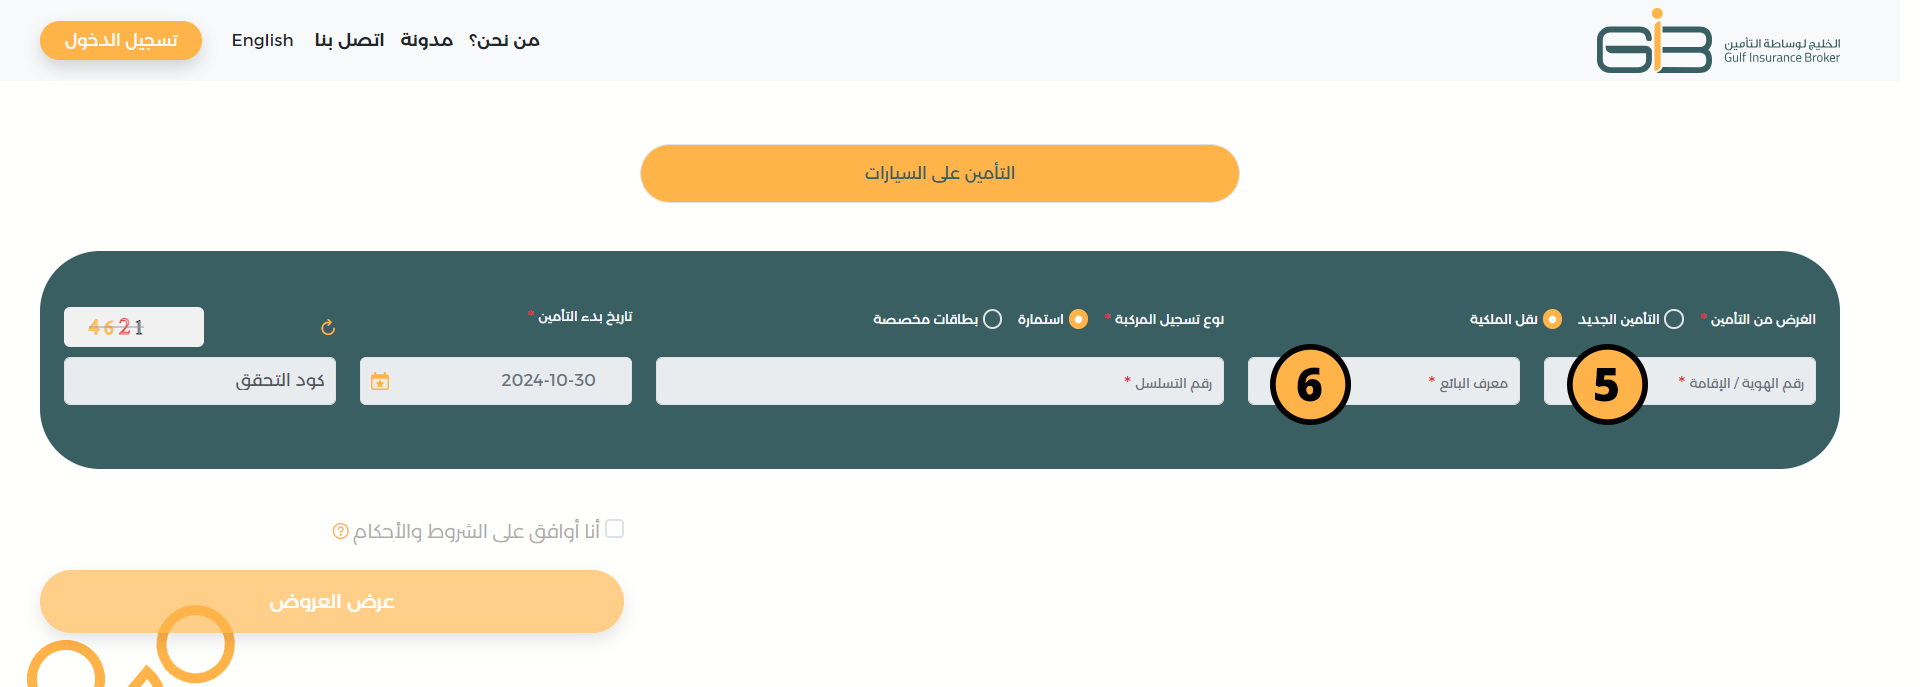 الخليج لوساطة التأمين
Gulf Insurance Broker
من نحن؟ مدونة اتصل بنا English تسجيل الدخول
التأمين على السيارات
الغرض من التأمين * التأمين الجديد نقل الملكية
نوع تسجيل المركبة * استمارة بطاقات مخصصة
تاريخ بدء التأمين *
4621
رقم الهوية / الإقامة * 5
معرف البائع * 6
رقم التسلسل *
2024-10-30
كود التحقق
أنا أوافق على الشروط والأحكام ?
عرض العروض